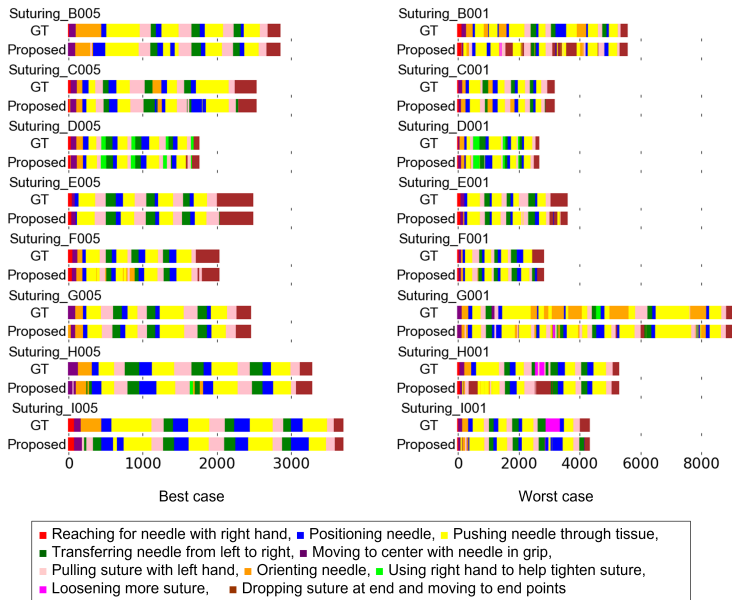 Suturing_B005
GT
Proposed
Suturing_C005
GT
Proposed
Suturing_D005
GT
Proposed
Suturing_E005
GT
Proposed
Suturing_F005
GT
Proposed
Suturing_G005
GT
Proposed
Suturing_H005
GT
Proposed
Suturing_I005
GT
Proposed
0 1000 2000 3000
Best case
Suturing_B001
GT
Proposed
Suturing_C001
GT
Proposed
Suturing_D001
GT
Proposed
Suturing_E001
GT
Proposed
Suturing_F001
GT
Proposed
Suturing_G001
GT
Proposed
Suturing_H001
GT
Proposed
Suturing_I001
GT
Proposed
0 2000 4000 6000 8000
Worst case
Reaching for needle with right hand, Positioning needle, Pushing needle through tissue,
Transferring needle from left to right, Moving to center with needle in grip,
Pulling suture with left hand, Orienting needle, Using right hand to help tighten suture,
Loosening more suture, Dropping suture at end and moving to end points